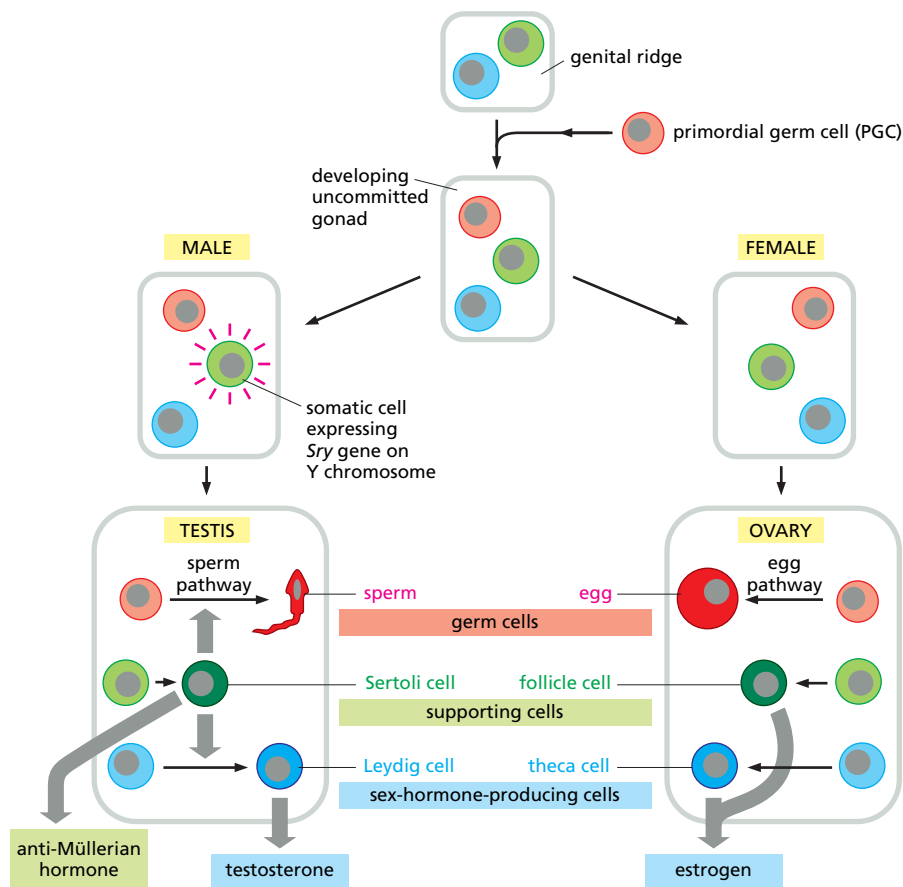 genital ridge
primordial germ cell (PGC)
developing
uncommitted
gonad
MALE
FEMALE
somatic cell
expressing
Sry gene on
Y chromosome
TESTIS
OVARY
sperm
pathway
egg
pathway
sperm
egg
germ cells
Sertoli cell
follicle cell
supporting cells
Leydig cell
theca cell
sex-hormone-producing cells
anti-Müllerian
hormone
testosterone
estrogen